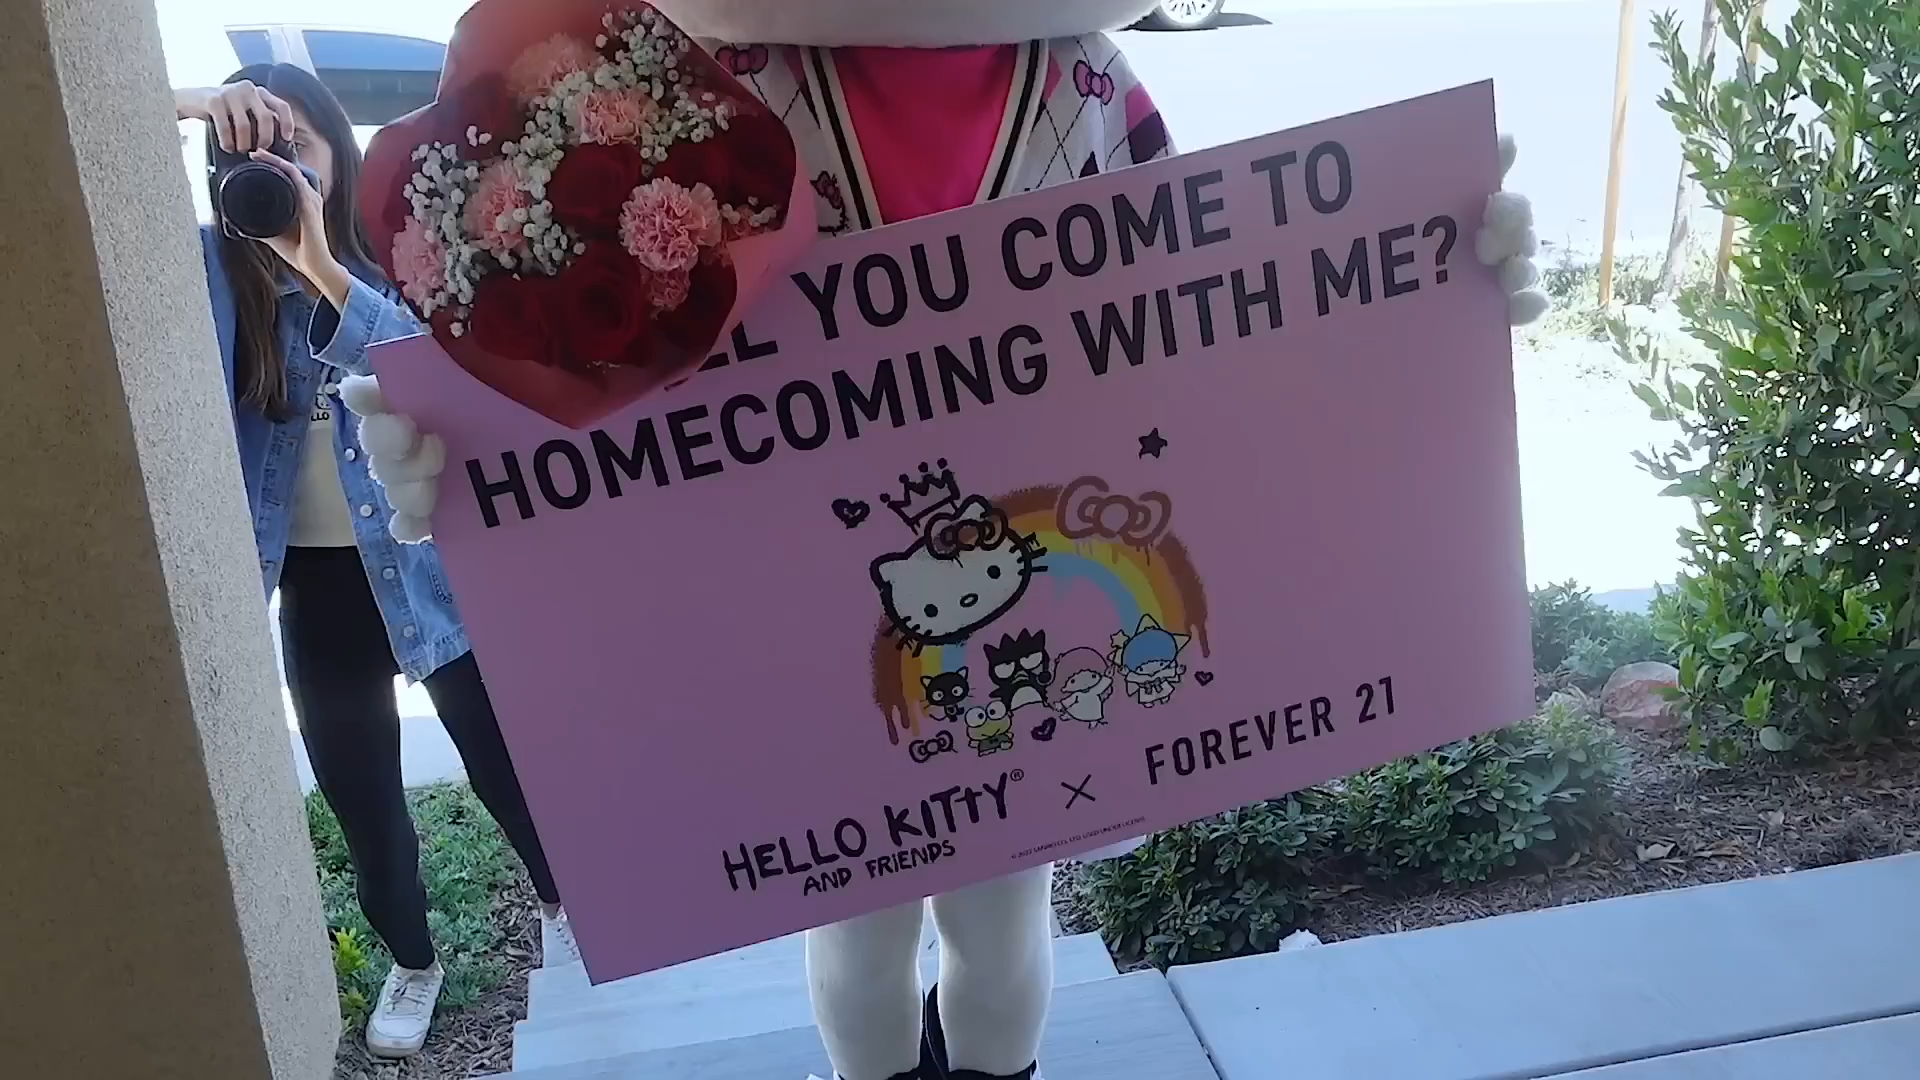 YOU COME TO
HOMECOMING WITH ME?
HELLO KITTY®
AND FRIENDS
X
FOREVER 21